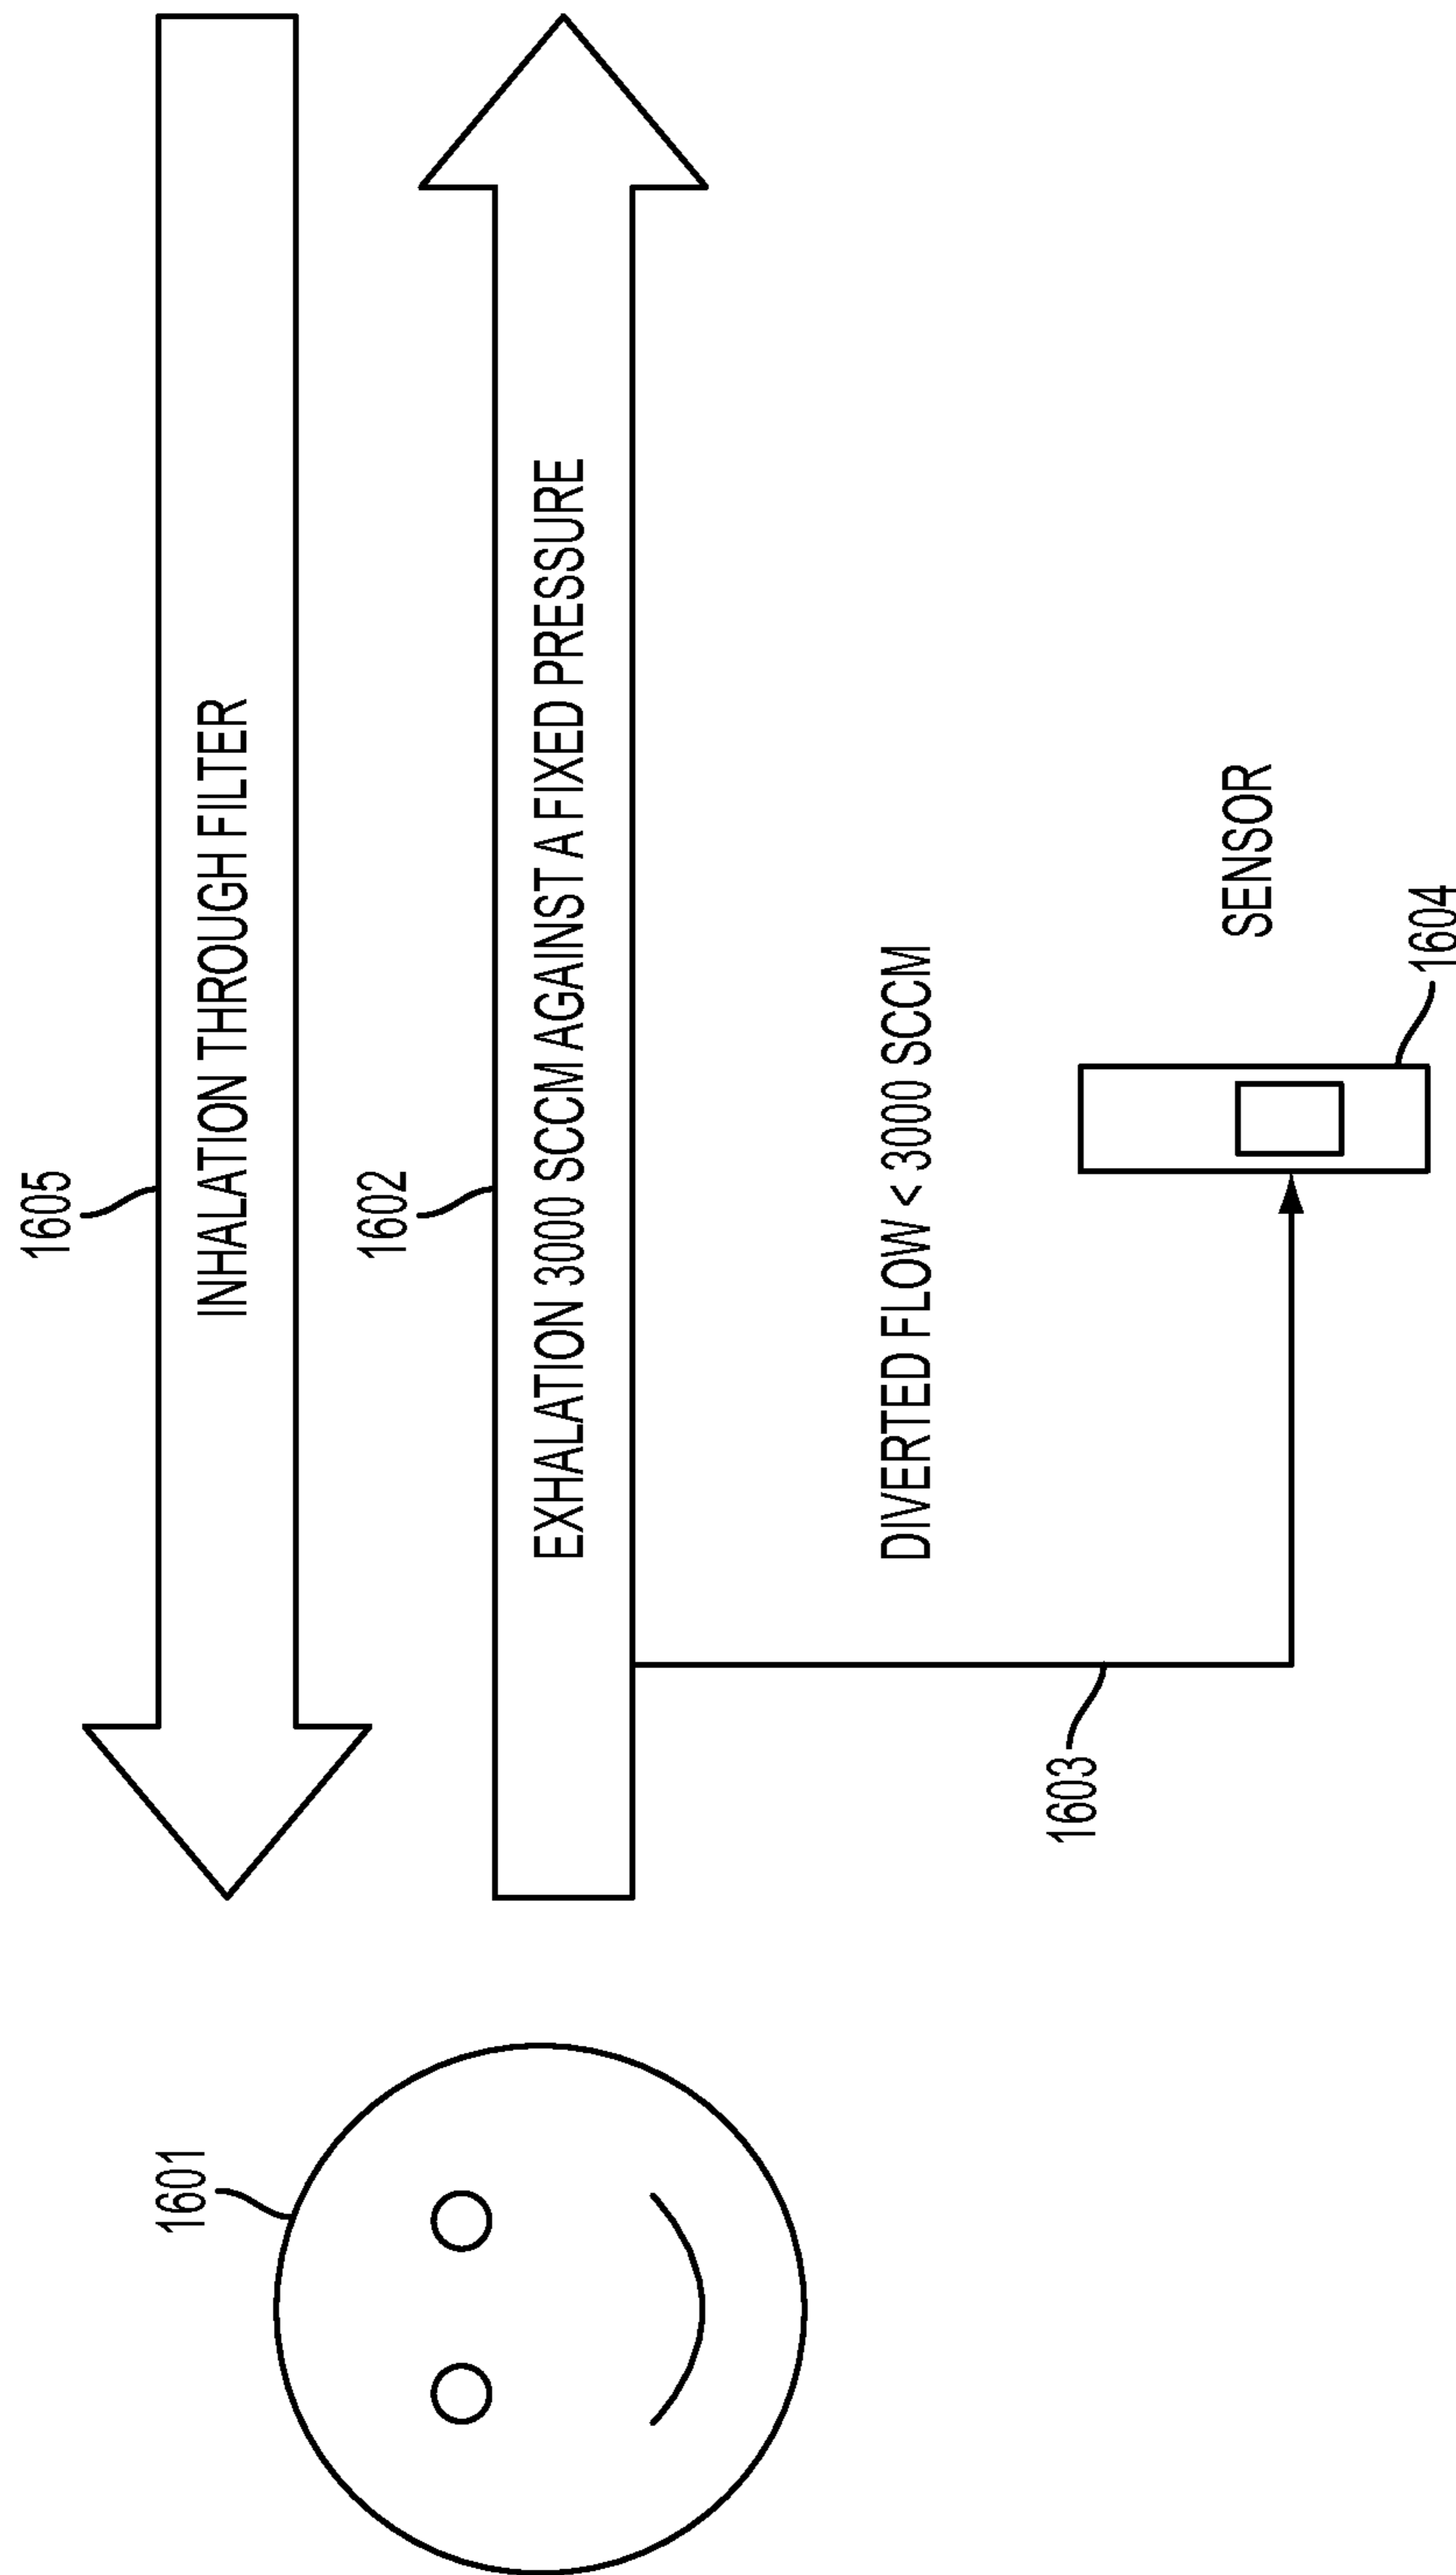 1605
INHALATION THROUGH FILTER
1602
EXHALATION 3000 SCCM AGAINST A FIXED PRESSURE
1601
DIVERTED FLOW < 3000 SCCM
1603
SENSOR
1604